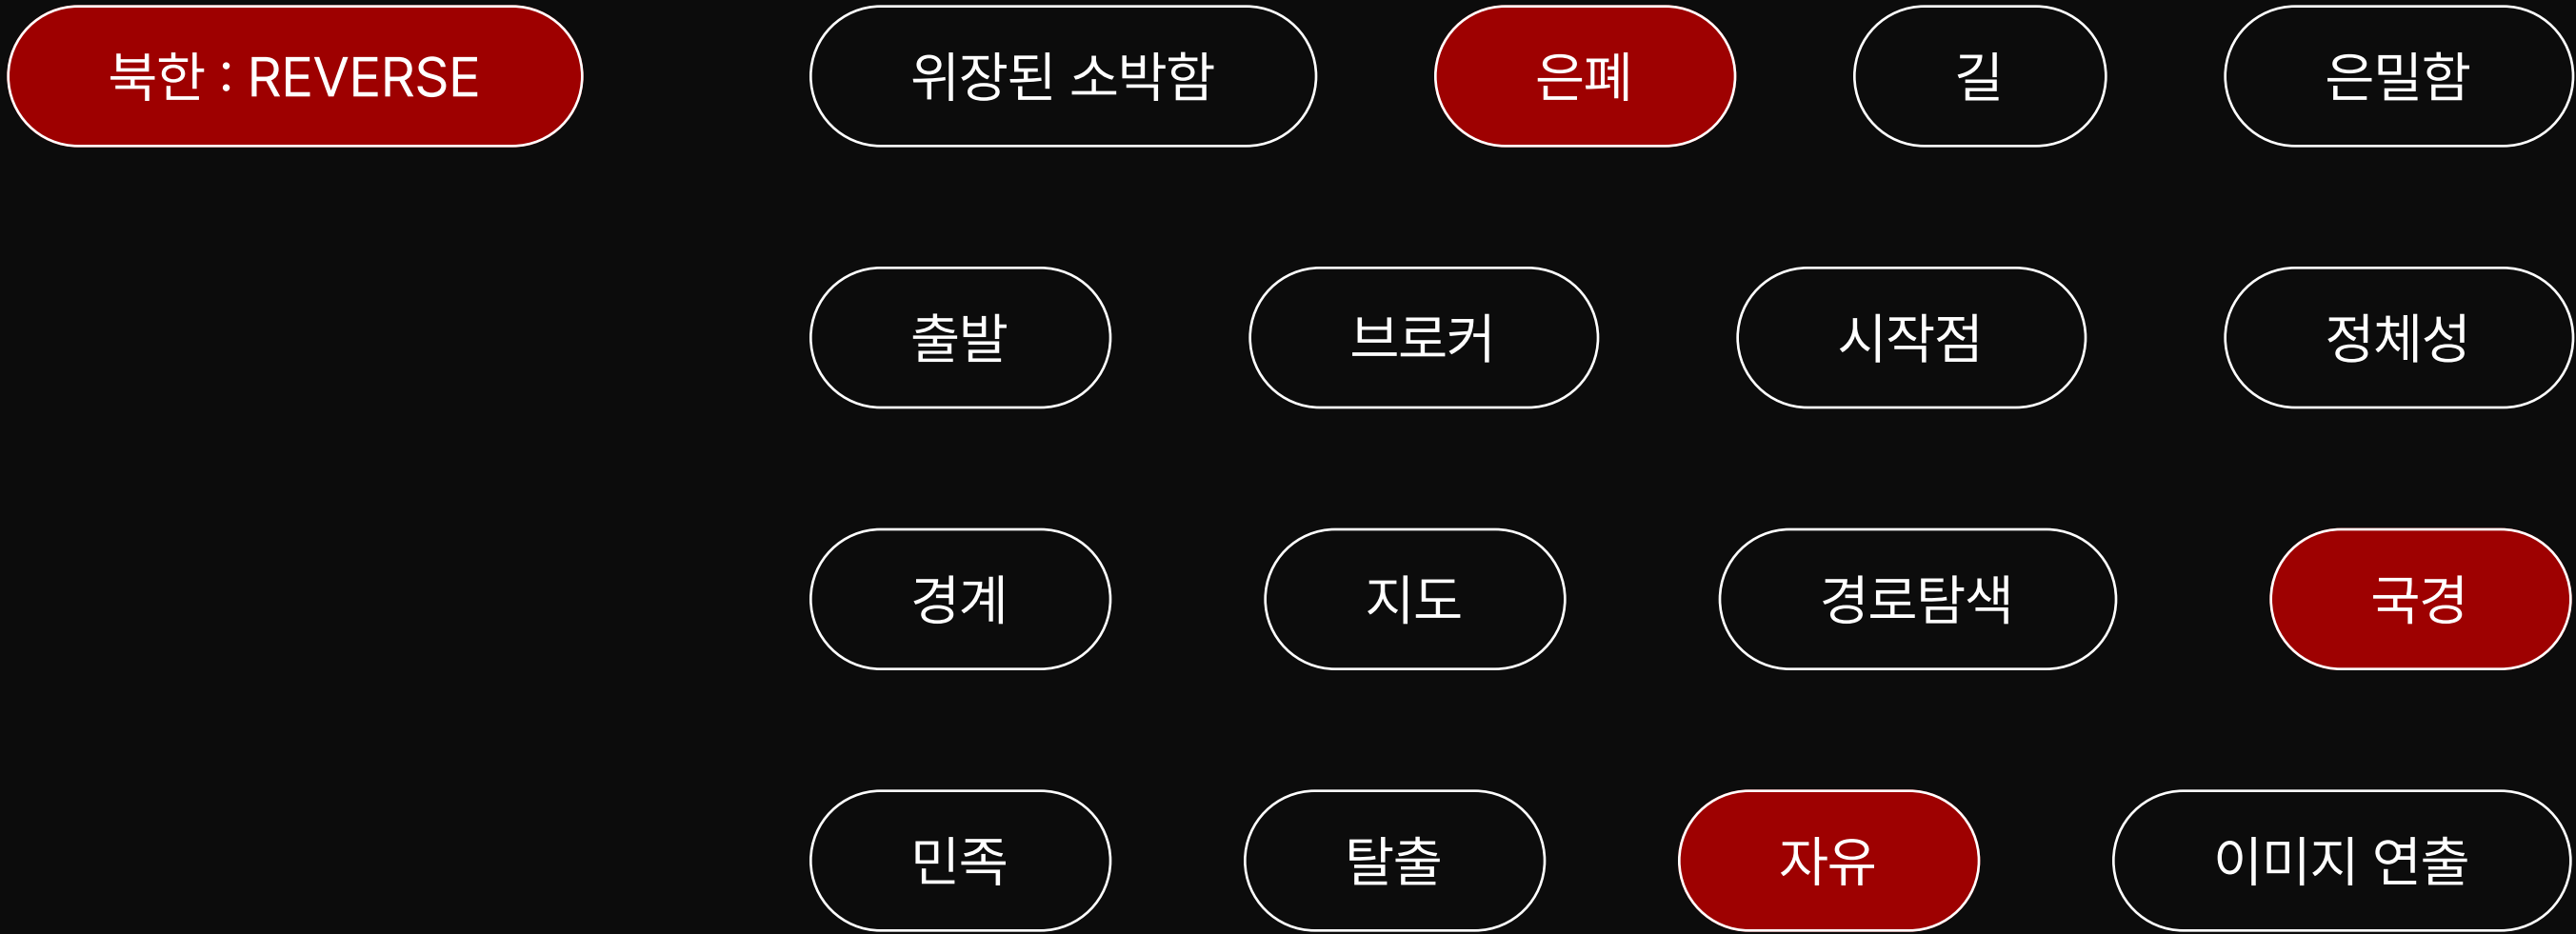 북한 : REVERSE 위장된 소박함 은폐 길 은밀함
출발 브로커 시작점 정체성
경계 지도 경로탐색 국경
민족 탈출 자유 이미지 연출